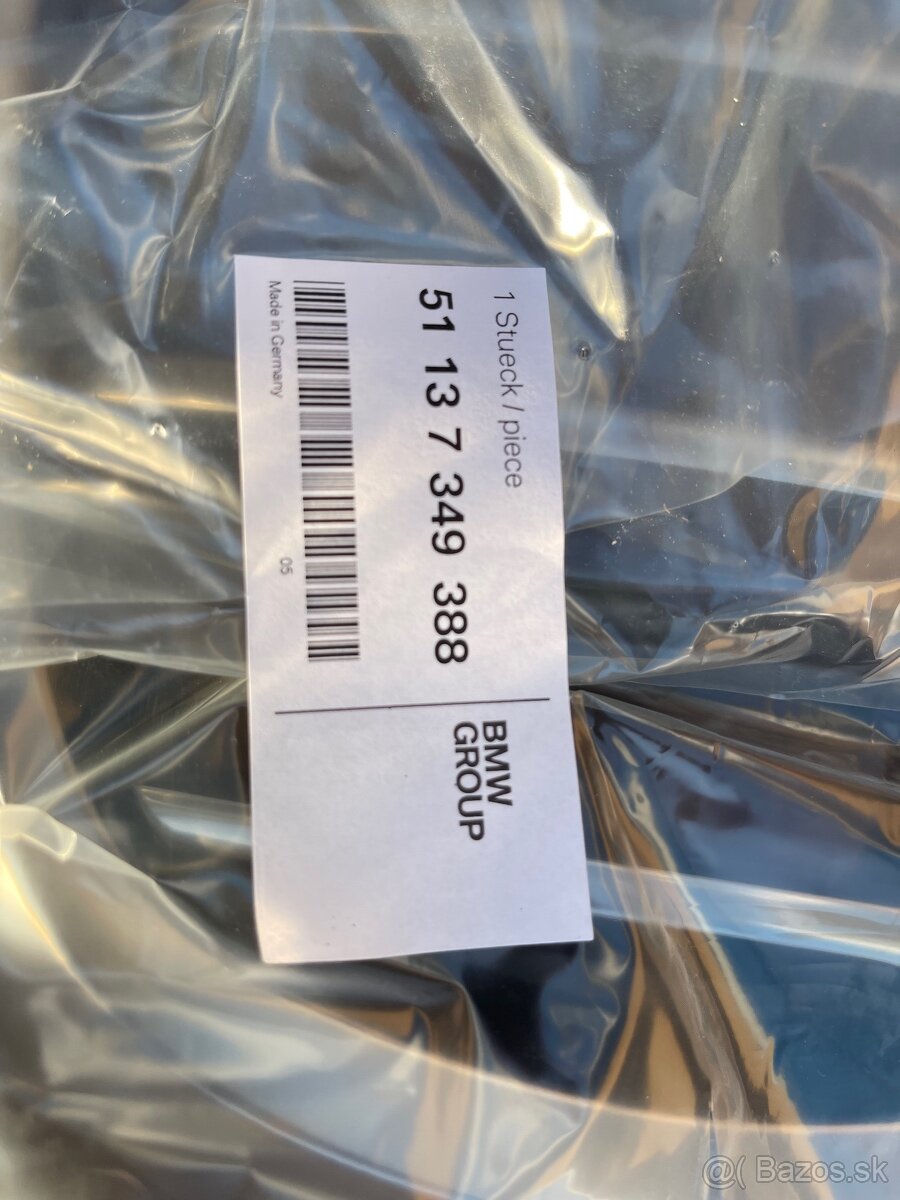 1 Stueck / piece
51 13 7 349 388
05
Made in Germany
BMW
GROUP
@( Bazos.sk